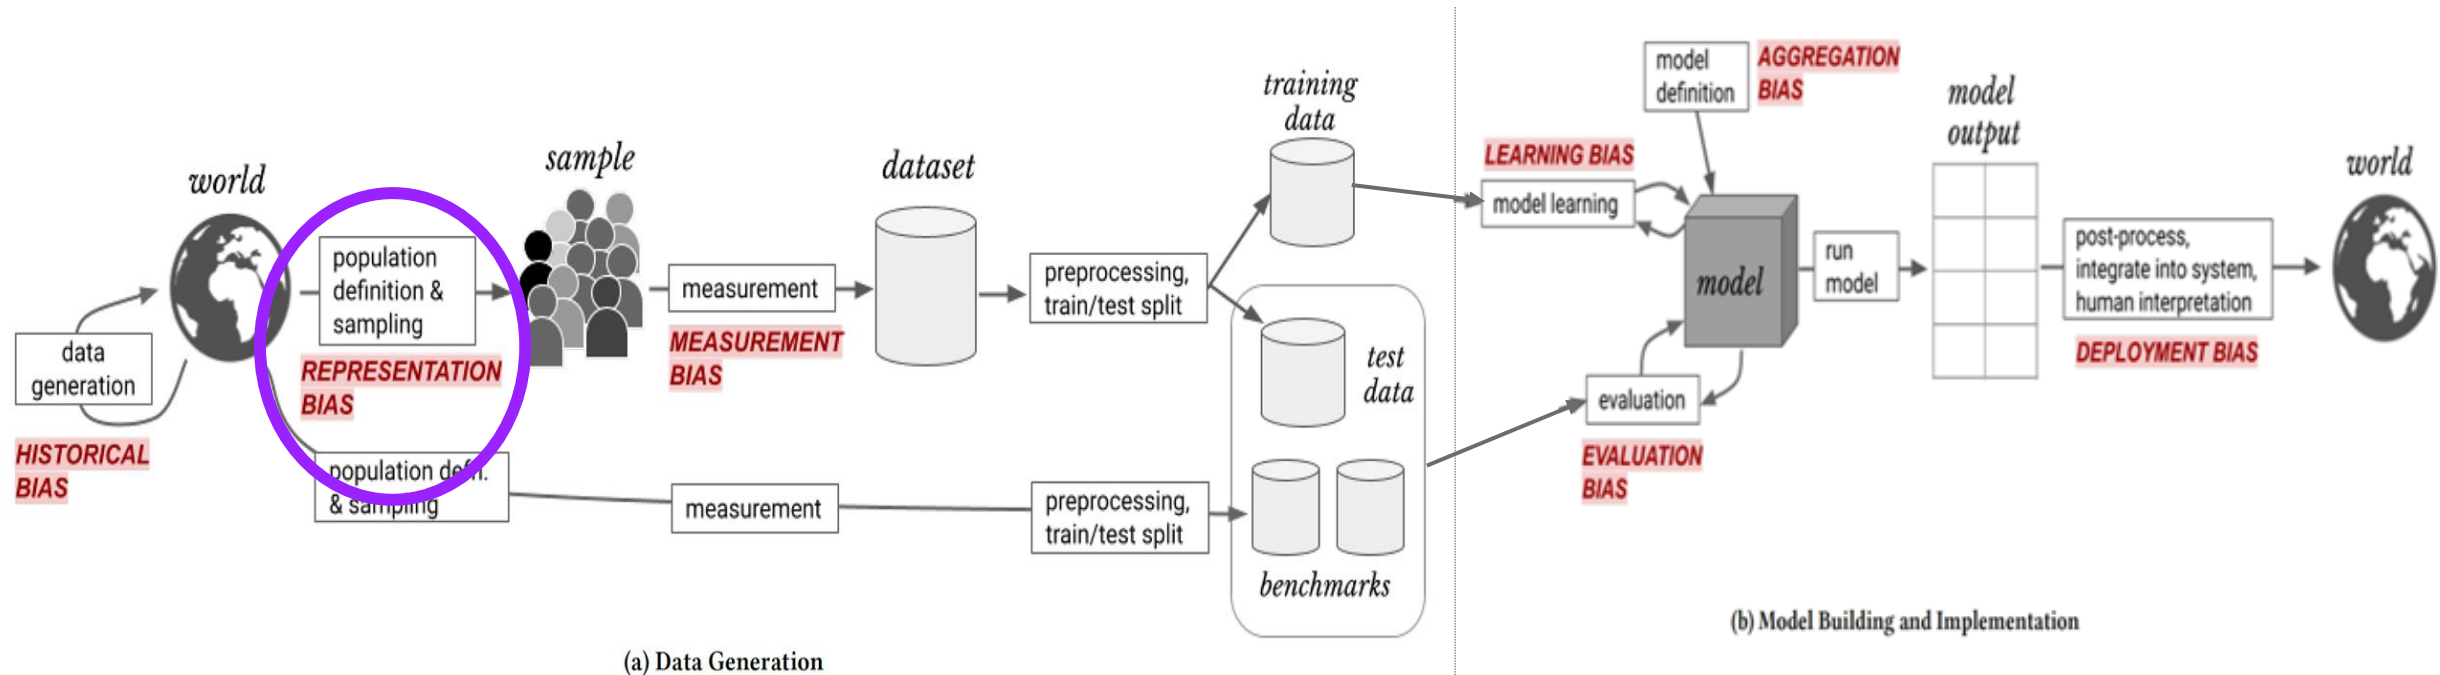 world
data
generation
HISTORICAL
BIAS
population
definition &
sampling
REPRESENTATION
BIAS
population defn.
& sampling
sample
measurement
MEASUREMENT
BIAS
measurement
dataset
preprocessing,
train/test split
preprocessing,
train/test split
training
data
test
data
benchmarks
(a) Data Generation
LEARNING BIAS
model learning
model
definition
AGGREGATION
BIAS
model
evaluation
EVALUATION
BIAS
run
model
model
output
post-process,
integrate into system,
human interpretation
DEPLOYMENT BIAS
world
(b) Model Building and Implementation